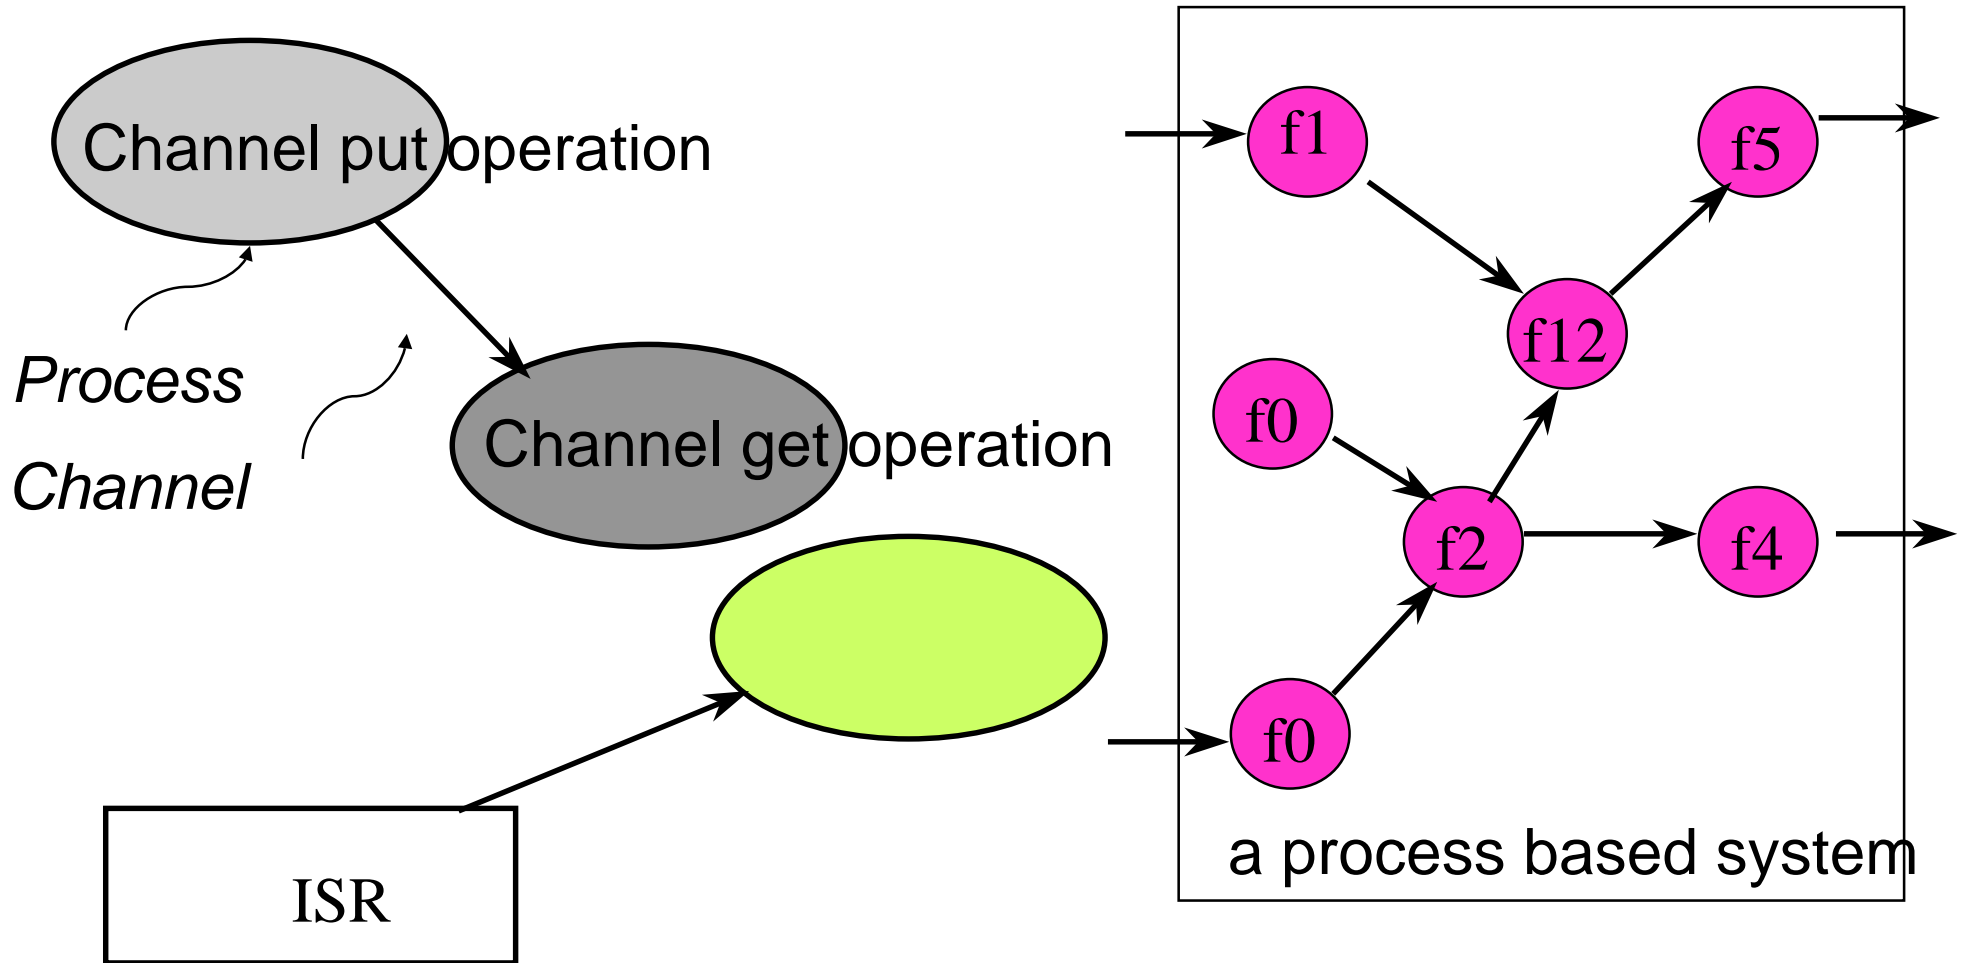 Channel put operation
Process
Channel
Channel get operation
ISR
f1
f5
f12
f0
f2
f4
f0
a process based system